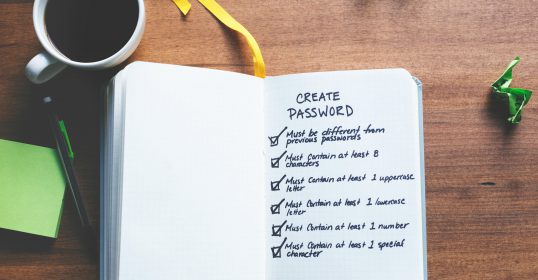 CREATE
PASSWORD
Must be different from
previous passwords
Must Contain at least 8
characters
Must Contain at least 1 uppercase
letter
Must Contain at least 1 lowercase
letter
Must Contain at least 1 number
Must Contain at least 1 special
character